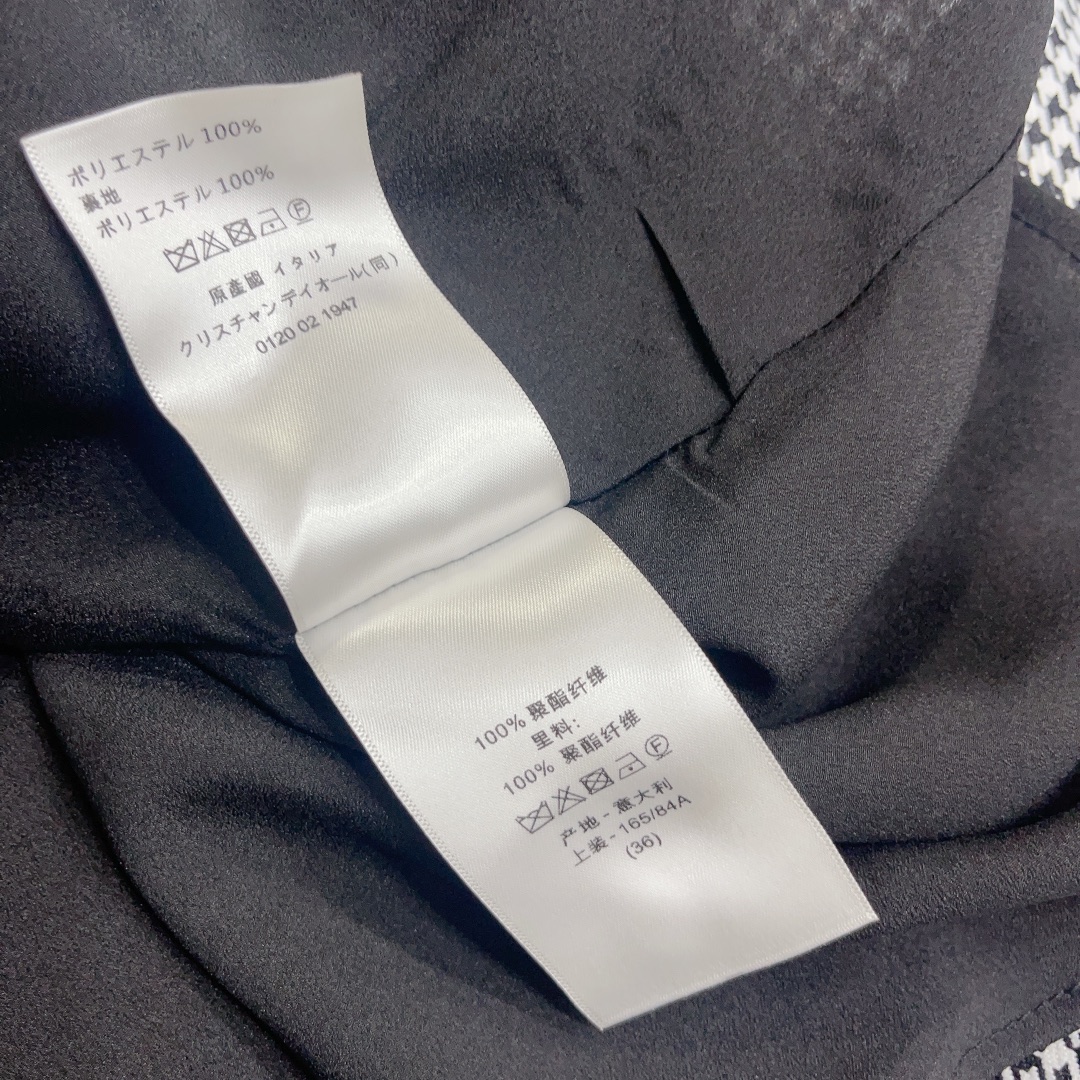 ポリエステル 100%
裏地
ポリエステル 100%
原產國 イタリア
クリスチャン デイオール(同)
0120 02 1947
100% 聚酯纤维
里料:
100% 聚酯纤维
产地 - 意大利
上装 - 165/84A
(36)